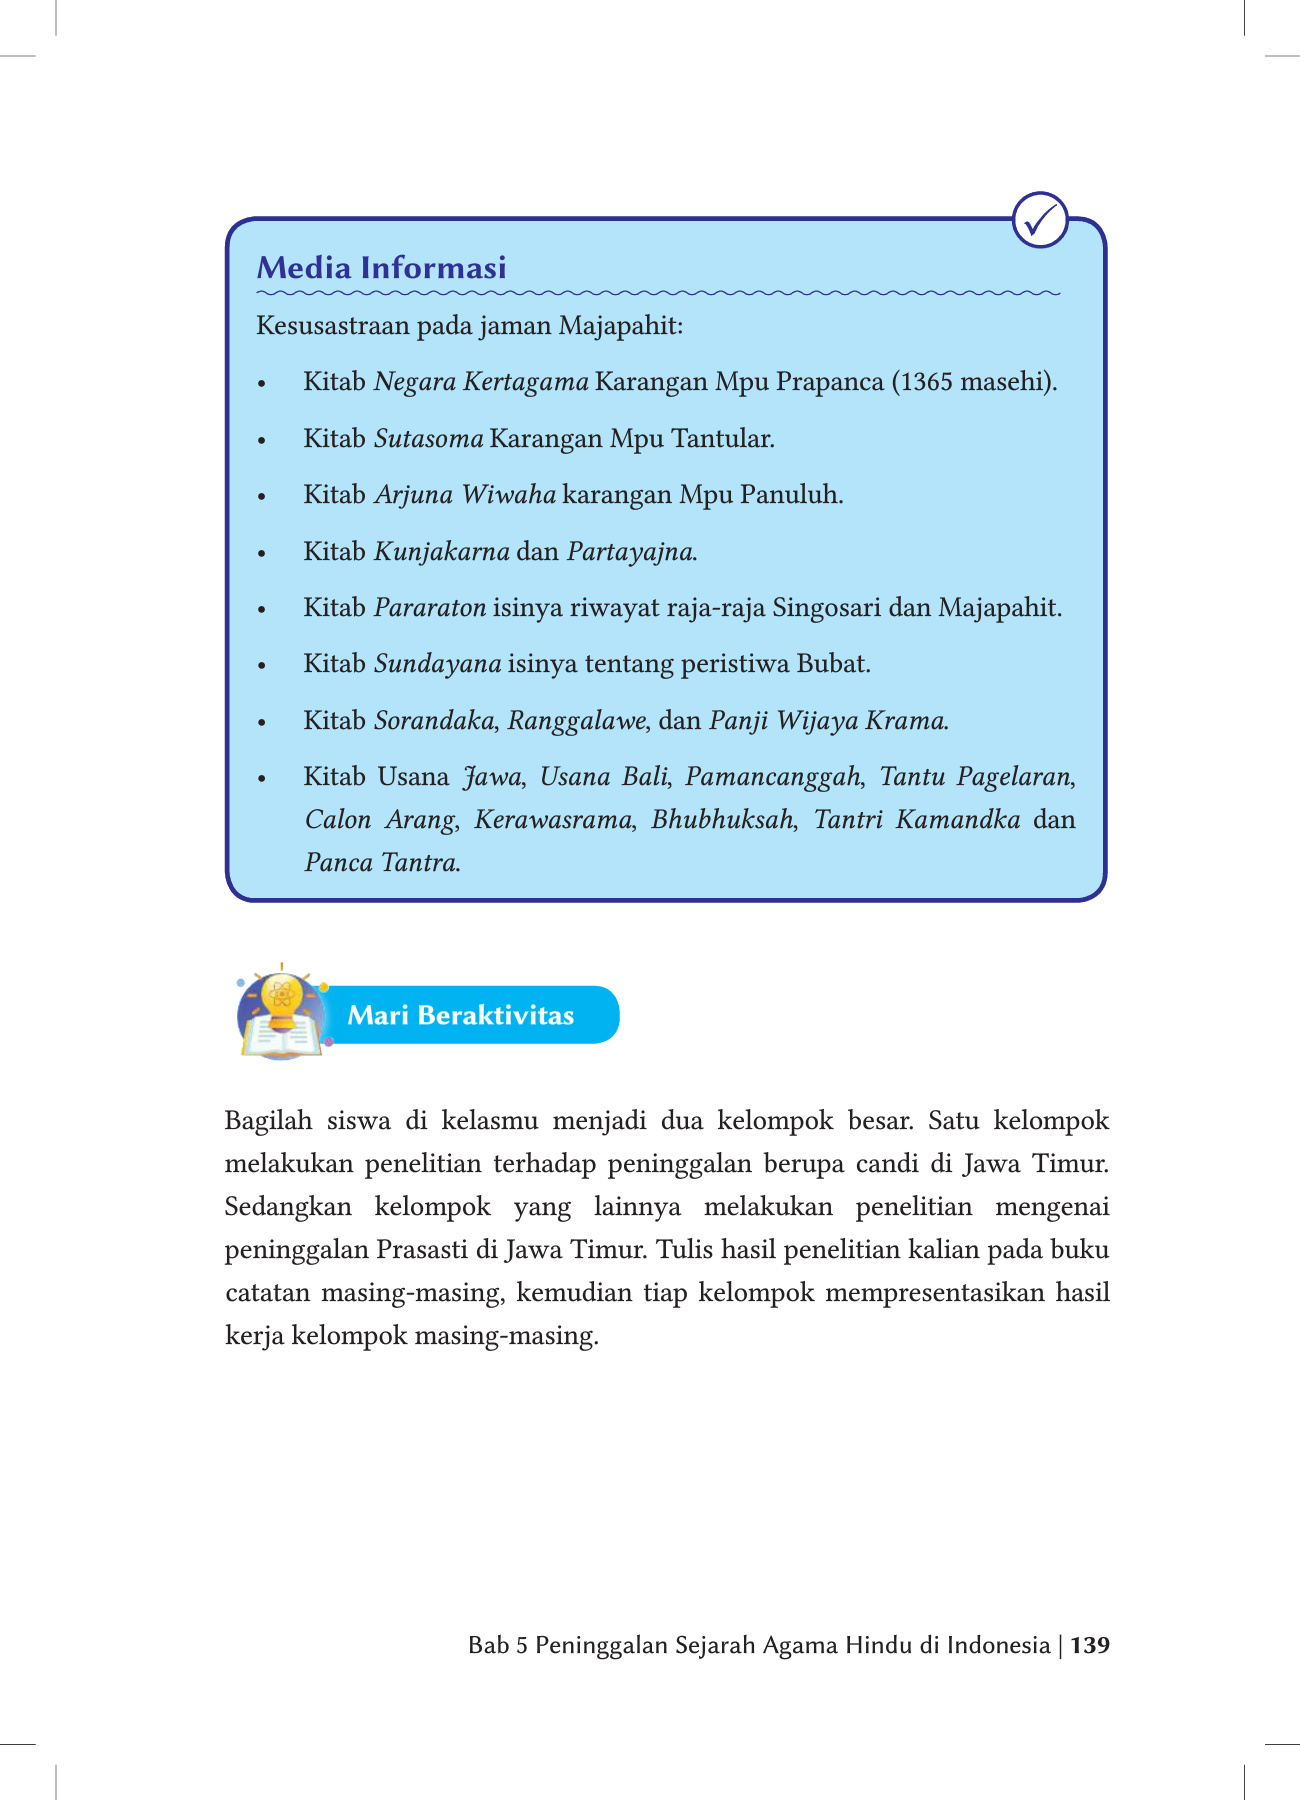 Media Informasi
Kesusastraan pada jaman Majapahit:
• Kitab Negara Kertagama Karangan Mpu Prapanca (1365 masehi).
• Kitab Sutasoma Karangan Mpu Tantular.
• Kitab Arjuna Wiwaha karangan Mpu Panuluh.
• Kitab Kunjakarna dan Partayajna.
• Kitab Pararaton isinya riwayat raja-raja Singosari dan Majapahit.
• Kitab Sundayana isinya tentang peristiwa Bubat.
• Kitab Sorandaka, Ranggalawe, dan Panji Wijaya Krama.
• Kitab Usana Jawa, Usana Bali, Pamancanggah, Tantu Pagelaran,
Calon Arang, Kerawasrama, Bhubhuksah, Tantri Kamandka dan
Panca Tantra.
Mari Beraktivitas
Bagilah siswa di kelasmu menjadi dua kelompok besar. Satu kelompok
melakukan penelitian terhadap peninggalan berupa candi di Jawa Timur.
Sedangkan kelompok yang lainnya melakukan penelitian mengenai
peninggalan Prasasti di Jawa Timur. Tulis hasil penelitian kalian pada buku
catatan masing-masing, kemudian tiap kelompok mempresentasikan hasil
kerja kelompok masing-masing.
Bab 5 Peninggalan Sejarah Agama Hindu di Indonesia | 139